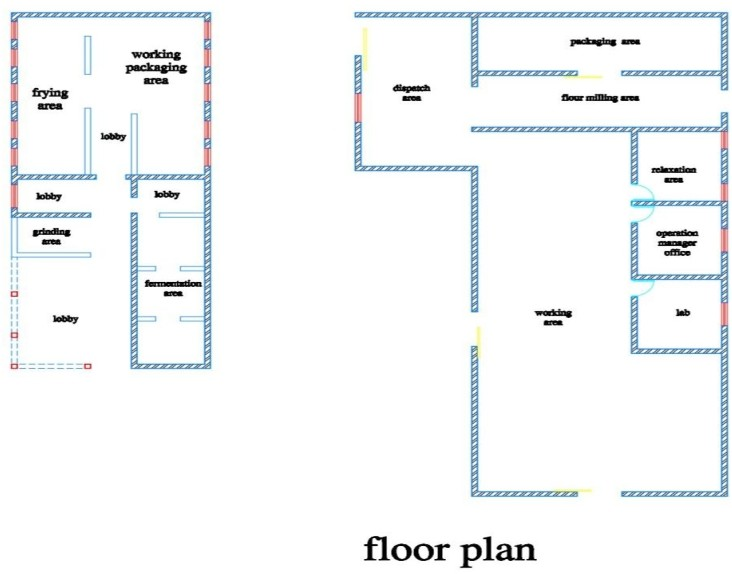 working
packaging
area
frying
area
lobby
lobby
lobby
grinding
area
fermentation
area
lobby
packaging area
dispatch
area
flour milling area
relaxation
area
operation
manager
office
working
area
lab
floor plan